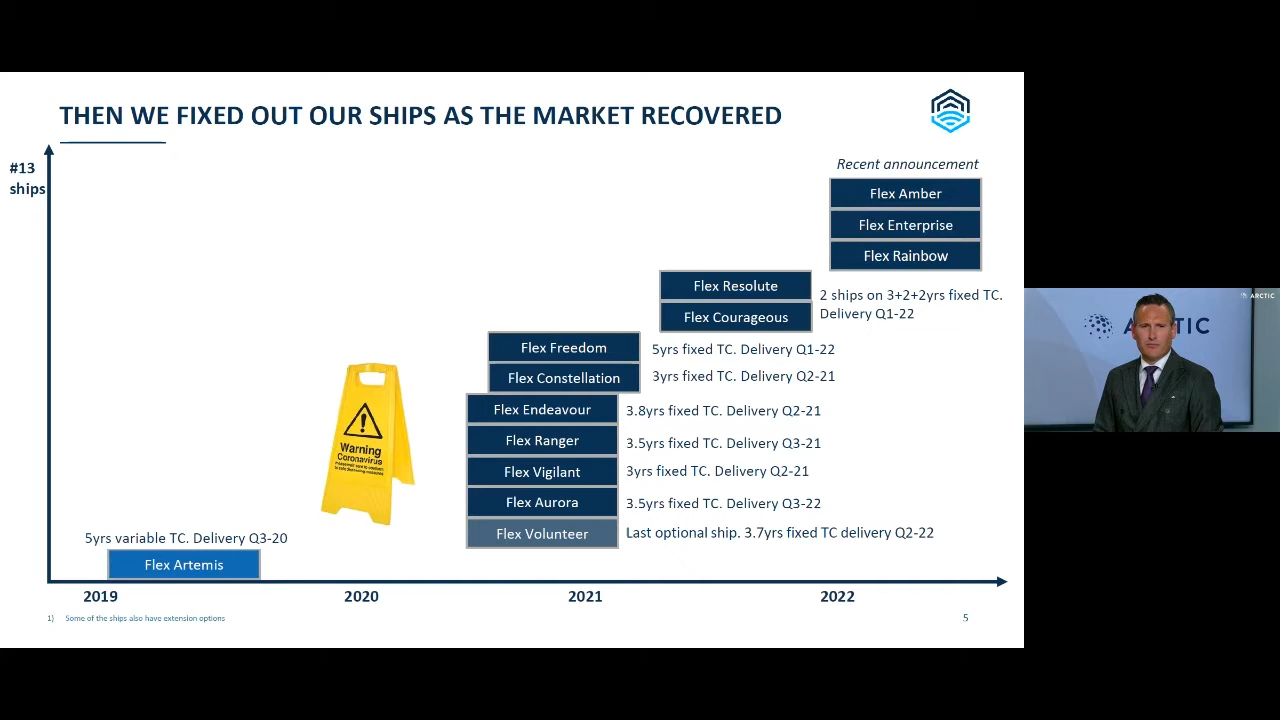 THEN WE FIXED OUT OUR SHIPS AS THE MARKET RECOVERED
#13
ships
Recent announcement
Flex Amber
Flex Enterprise
Flex Rainbow
Flex Resolute
Flex Courageous
2 ships on 3+2+2yrs fixed TC.
Delivery Q1-22
Flex Freedom
5yrs fixed TC. Delivery Q1-22
Flex Constellation
3yrs fixed TC. Delivery Q2-21
Flex Endeavour
3.8yrs fixed TC. Delivery Q2-21
Flex Ranger
3.5yrs fixed TC. Delivery Q3-21
Flex Vigilant
3yrs fixed TC. Delivery Q2-21
Flex Aurora
3.5yrs fixed TC. Delivery Q3-22
Flex Volunteer
Last optional ship. 3.7yrs fixed TC delivery Q2-22
Warning
Coronavirus
5yrs variable TC. Delivery Q3-20
Flex Artemis
2019
2020
2021
2022
1) Some of the ships also have extension options
5
ARCTIC